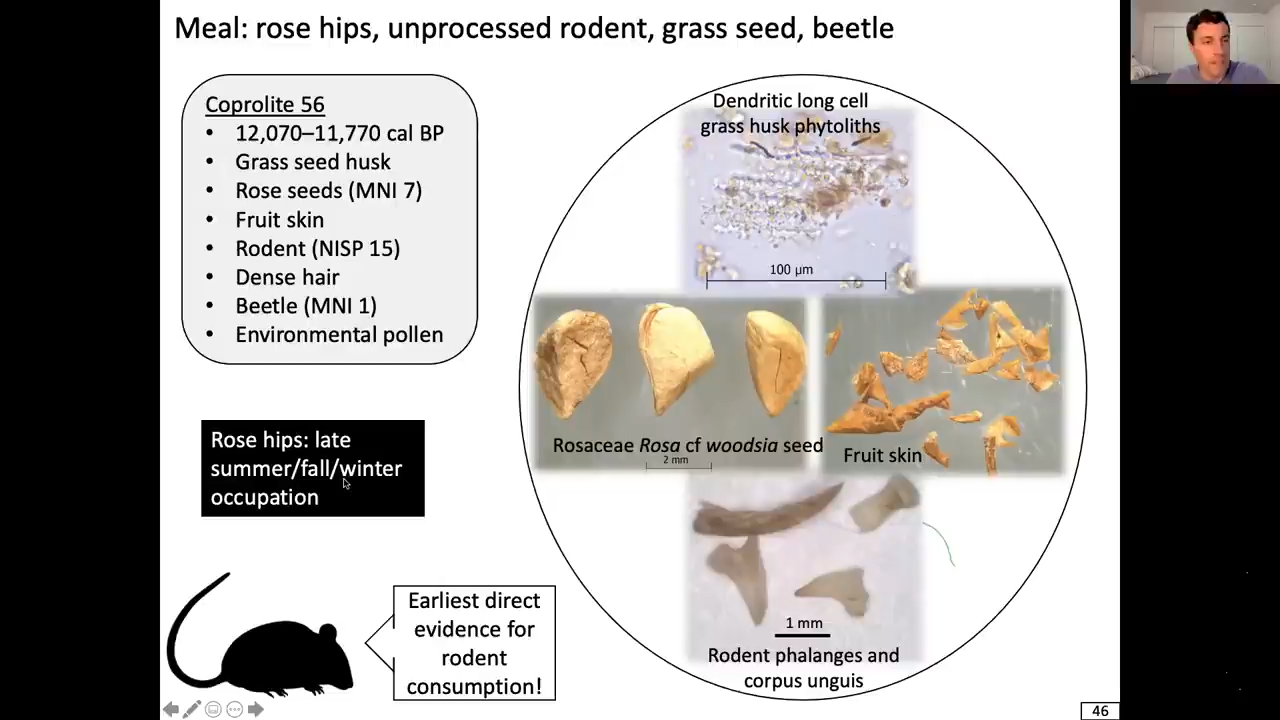 Meal: rose hips, unprocessed rodent, grass seed, beetle
Coprolite 56
• 12,070–11,770 cal BP
• Grass seed husk
• Rose seeds (MNI 7)
• Fruit skin
• Rodent (NISP 15)
• Dense hair
• Beetle (MNI 1)
• Environmental pollen
Rose hips: late
summer/fall/winter
occupation
Earliest direct
evidence for
rodent
consumption!
Dendritic long cell
grass husk phytoliths
100 µm
Rosaceae Rosa cf woodsia seed
2 mm
Fruit skin
1 mm
Rodent phalanges and
corpus unguis
46